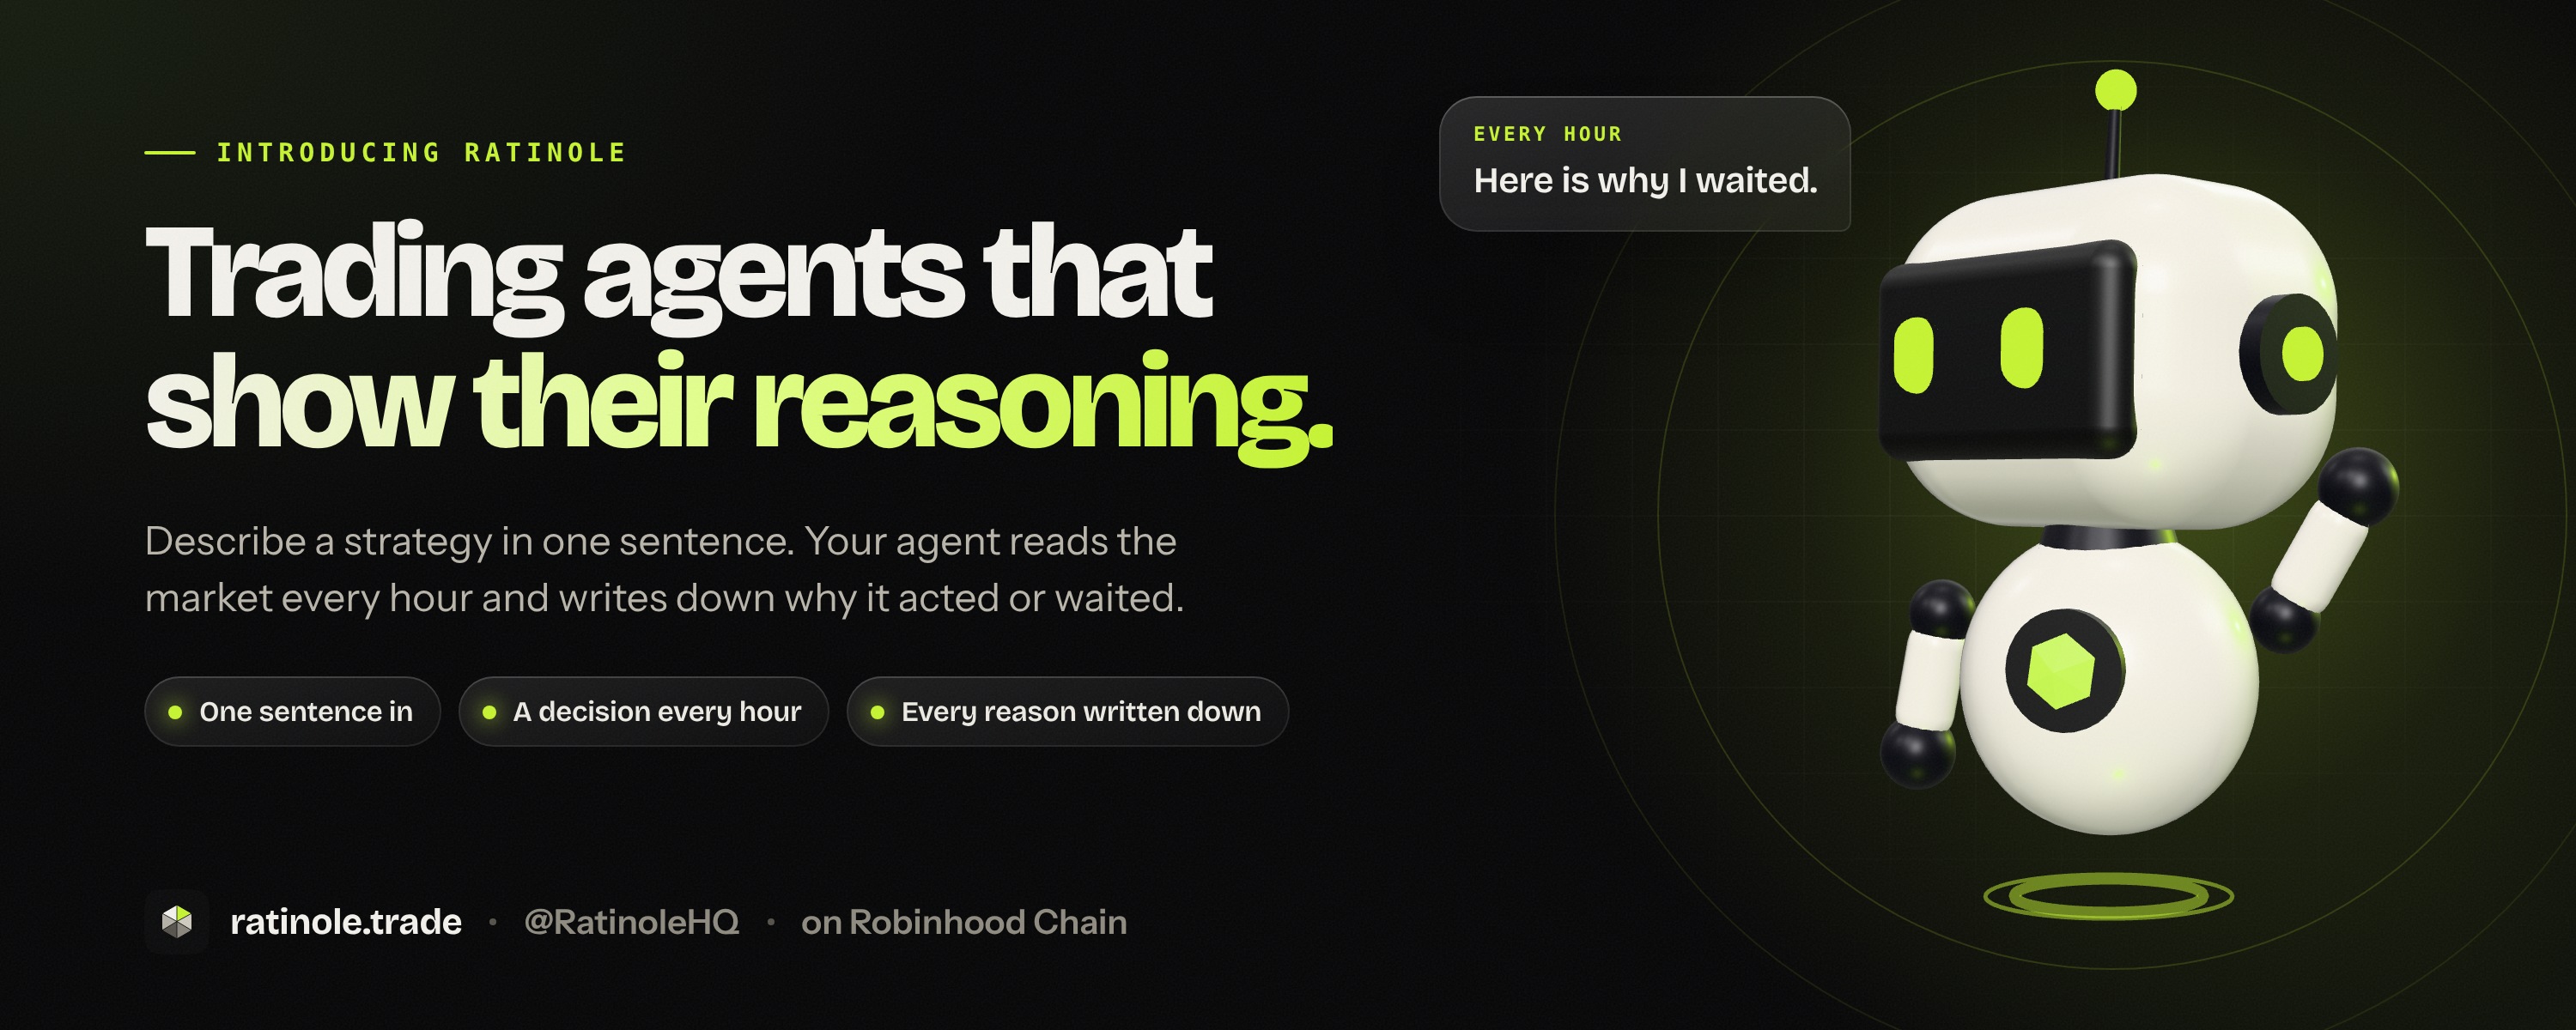 INTRODUCING RATINOLE
Trading agents that
show their reasoning.
Describe a strategy in one sentence. Your agent reads the
market every hour and writes down why it acted or waited.
One sentence in
A decision every hour
Every reason written down
ratinole.trade · @RatinoleHQ · on Robinhood Chain
EVERY HOUR
Here is why I waited.